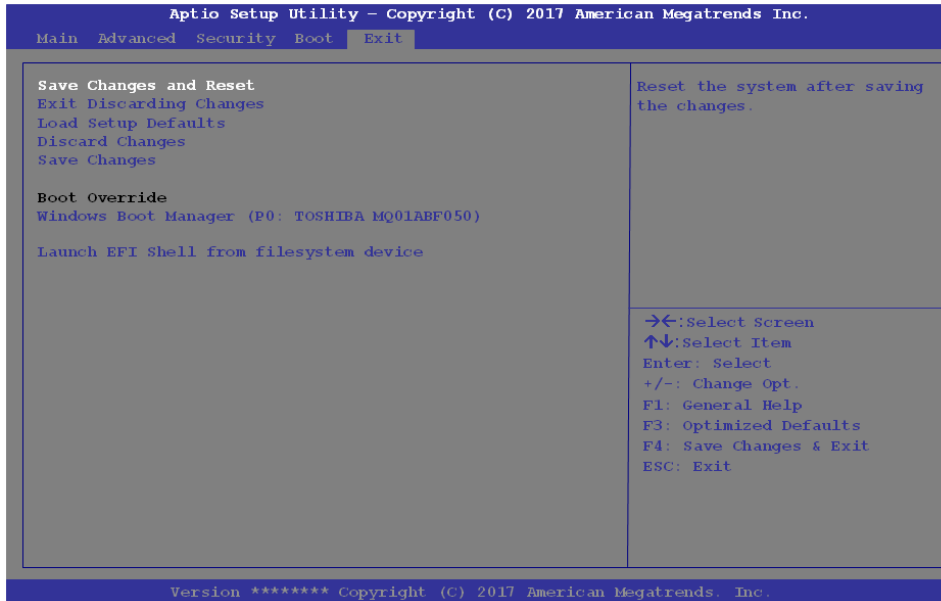 Aptio Setup Utility – Copyright (C) 2017 American Megatrends Inc.
Main Advanced Security Boot Exit
Save Changes and Reset
Exit Discarding Changes
Load Setup Defaults
Discard Changes
Save Changes
Boot Override
Windows Boot Manager (P0: TOSHIBA MQ01ABF050)
Launch EFI Shell from filesystem device
Reset the system after saving
the changes.
→←:Select Screen
↑↓:Select Item
Enter: Select
+/-: Change Opt.
F1: General Help
F3: Optimized Defaults
F4: Save Changes & Exit
ESC: Exit
Version ******** Copyright (C) 2017 American Megatrends. Inc.